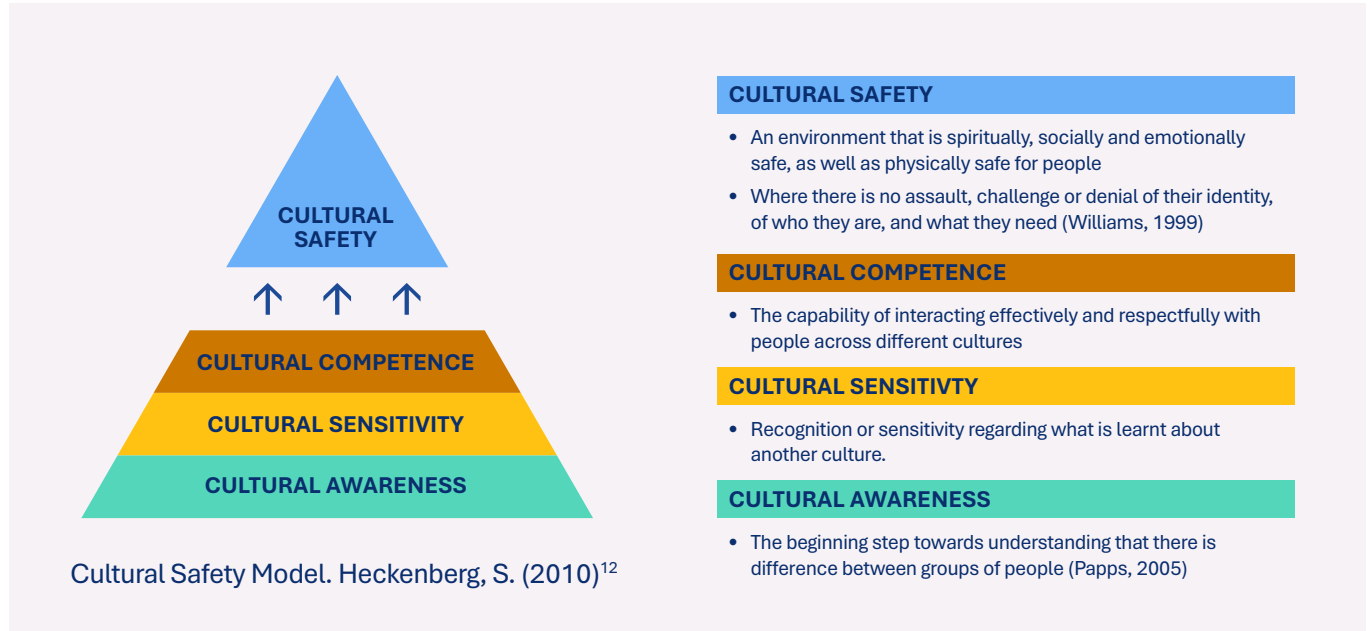 CULTURAL
SAFETY
CULTURAL COMPETENCE
CULTURAL SENSITIVITY
CULTURAL AWARENESS
Cultural Safety Model. Heckenberg, S. (2010)¹²
CULTURAL SAFETY
• An environment that is spiritually, socially and emotionally
safe, as well as physically safe for people
• Where there is no assault, challenge or denial of their identity,
of who they are, and what they need (Williams, 1999)
CULTURAL COMPETENCE
• The capability of interacting effectively and respectfully with
people across different cultures
CULTURAL SENSITIVTY
• Recognition or sensitivity regarding what is learnt about
another culture.
CULTURAL AWARENESS
• The beginning step towards understanding that there is
difference between groups of people (Papps, 2005)